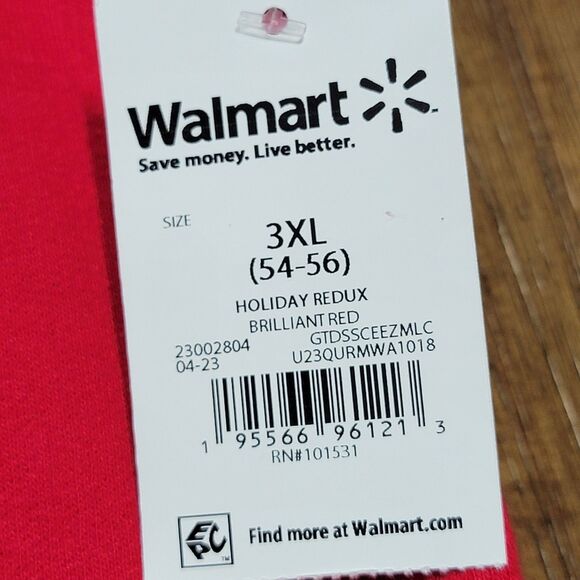 Walmart
Save money. Live better.
SIZE
3XL
(54-56)
HOLIDAY REDUX
BRILLIANT RED
23002804 GTDSSCEEZMLC
04-23 U23QURMWA1018
1 95566 96121 3
RN#101531
EPC Find more at Walmart.com